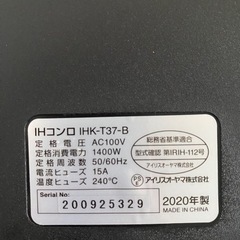 IHコンロ IHK-T37-B
定格電圧 AC100V
定格消費電力 1400W
定格周波数 50/60Hz
電流ヒューズ 15A
温度ヒューズ 240℃
総務省基準適合
型式確認 第IRIH-112号
アイリスオーヤマ株式会社
アイリスオーヤマ株式会社
Serial No:
200925329
2020年製
MADE IN CHINA